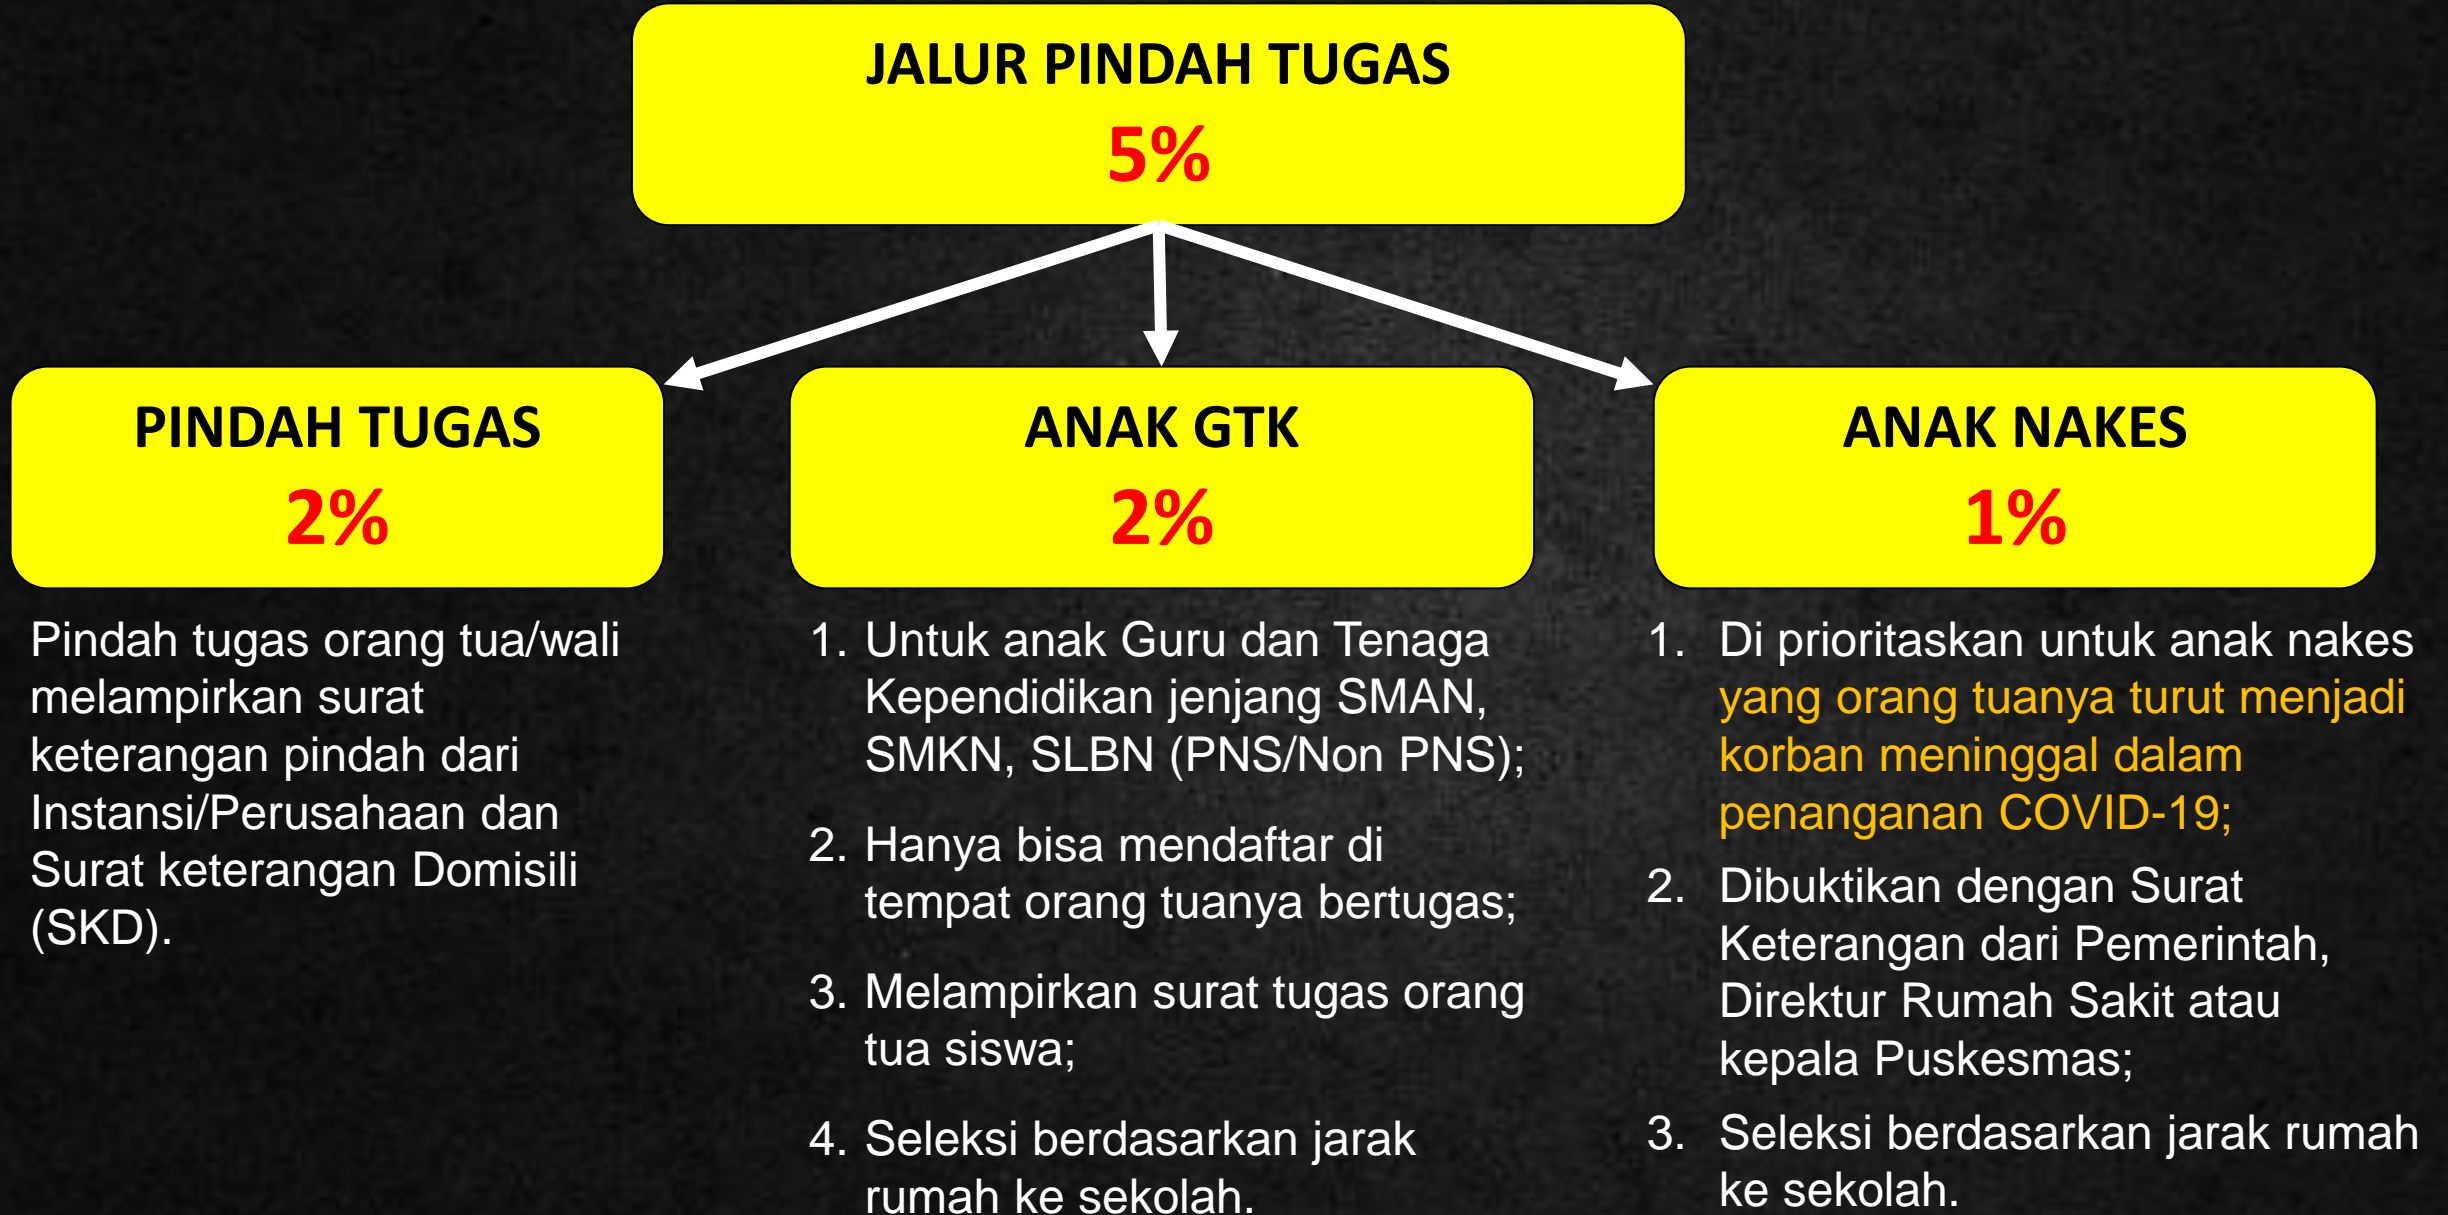 JALUR PINDAH TUGAS
5%
PINDAH TUGAS
2%
Pindah tugas orang tua/wali
melampirkan surat
keterangan pindah dari
Instansi/Perusahaan dan
Surat keterangan Domisili
(SKD).
ANAK GTK
2%
1. Untuk anak Guru dan Tenaga
Kependidikan jenjang SMAN,
SMKN, SLBN (PNS/Non PNS);
2. Hanya bisa mendaftar di
tempat orang tuanya bertugas;
3. Melampirkan surat tugas orang
tua siswa;
4. Seleksi berdasarkan jarak
rumah ke sekolah.
ANAK NAKES
1%
1. Di prioritaskan untuk anak nakes
yang orang tuanya turut menjadi
korban meninggal dalam
penanganan COVID-19;
2. Dibuktikan dengan Surat
Keterangan dari Pemerintah,
Direktur Rumah Sakit atau
kepala Puskesmas;
3. Seleksi berdasarkan jarak rumah
ke sekolah.